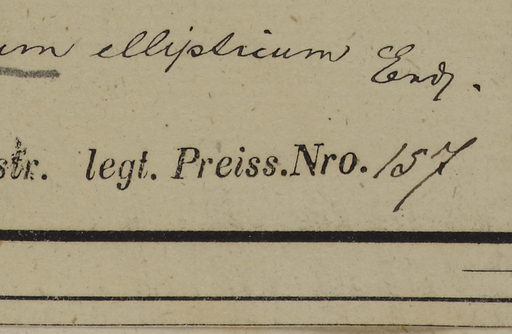 um ellipticum Endl.
str. legt. Preiss. Nro. 157